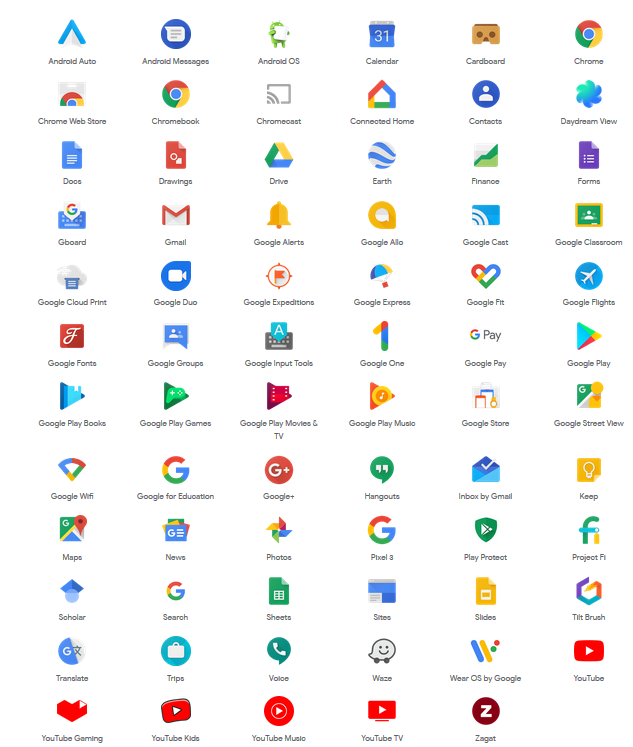 Android Auto
Android Messages
Android OS
31
Calendar
Cardboard
Chrome
Chrome Web Store
Chromebook
Chromecast
Connected Home
Contacts
Daydream View
Docs
Drawings
Drive
Earth
Finance
Forms
G
Gboard
Gmail
Google Alerts
Google Allo
Google Cast
Google Classroom
Google Cloud Print
Google Duo
Google Expeditions
Google Express
Google Fit
Google Flights
F
Google Fonts
Google Groups
A
Google Input Tools
1
Google One
G Pay
Google Pay
Google Play
Google Play Books
Google Play Games
Google Play Movies &
TV
Google Play Music
Google Store
G
Google Street View
Google Wifi
G
Google for Education
G+
Google+
Hangouts
Inbox by Gmail
Keep
G
Maps
G
News
Photos
G
Pixel 3
Play Protect
Project Fi
Scholar
G
Search
Sheets
Sites
Slides
Tilt Brush
G文
Translate
Trips
Voice
Waze
Wear OS by Google
YouTube
YouTube Gaming
YouTube Kids
YouTube Music
YouTube TV
Z
Zagat